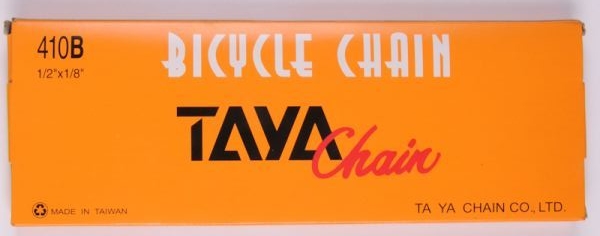 410B
1/2"x1/8"
BICYCLE CHAIN
TAYA Chain
MADE IN TAIWAN
TA YA CHAIN CO., LTD.